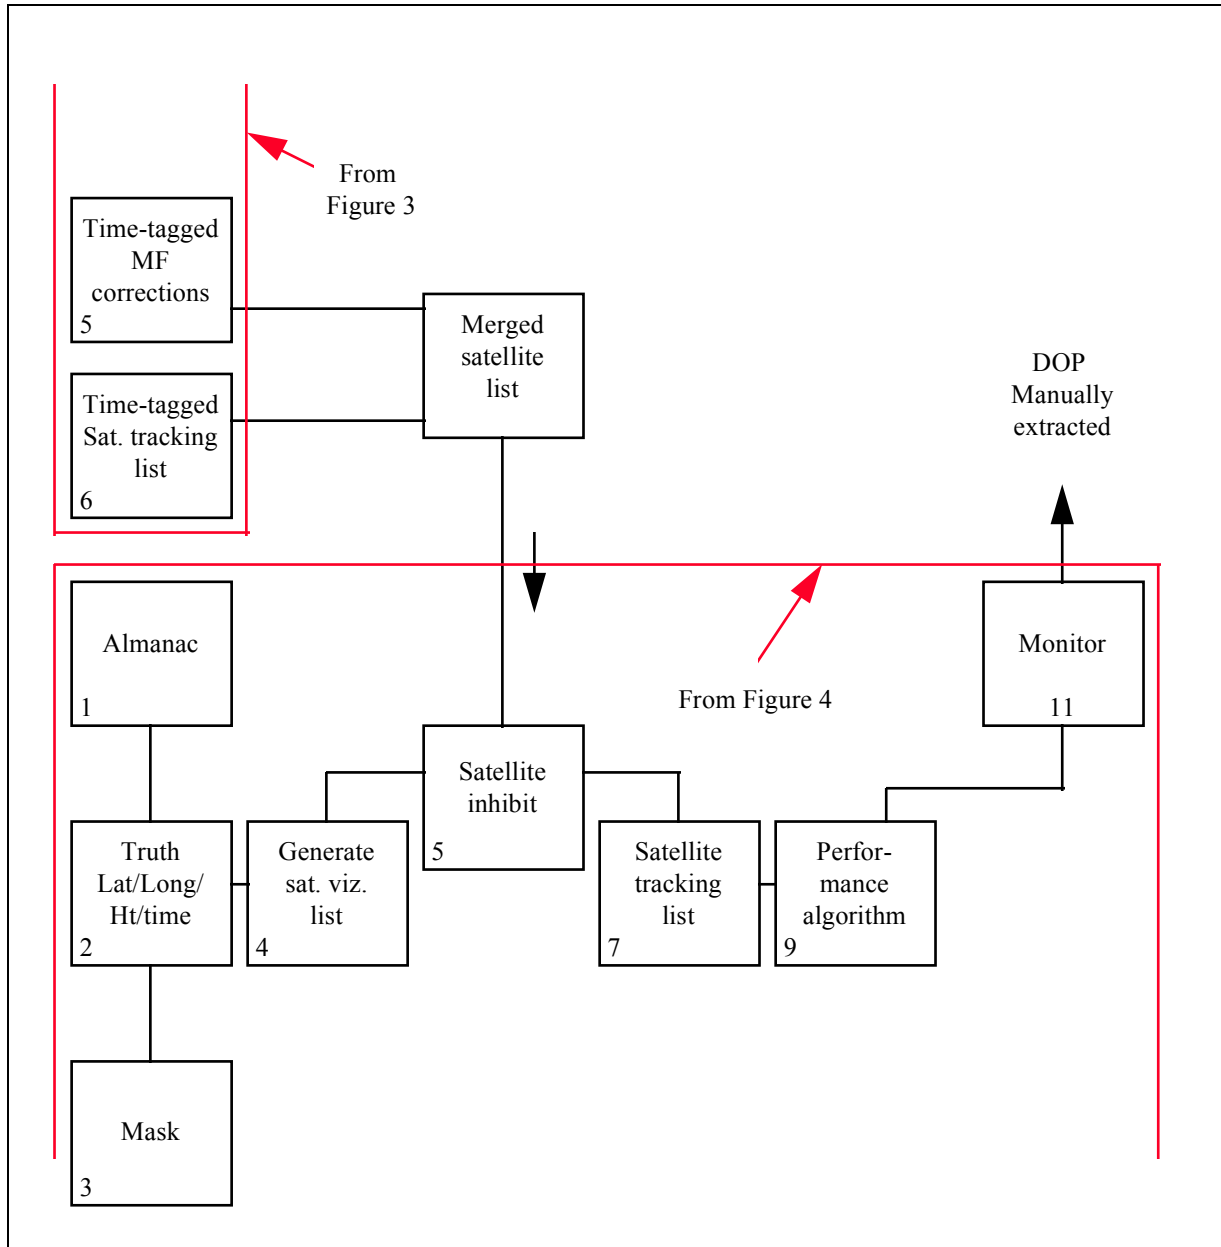 From
Figure 3
Time-tagged
MF
corrections
5
Merged
satellite
list
Time-tagged
Sat. tracking
list
6
DOP
Manually
extracted
Almanac
1
From Figure 4
Monitor
11
Satellite
inhibit
5
Truth
Lat/Long/
Ht/time
2
Generate
sat. viz.
list
4
Satellite
tracking
list
7
Perfor-
mance
algorithm
9
Mask
3